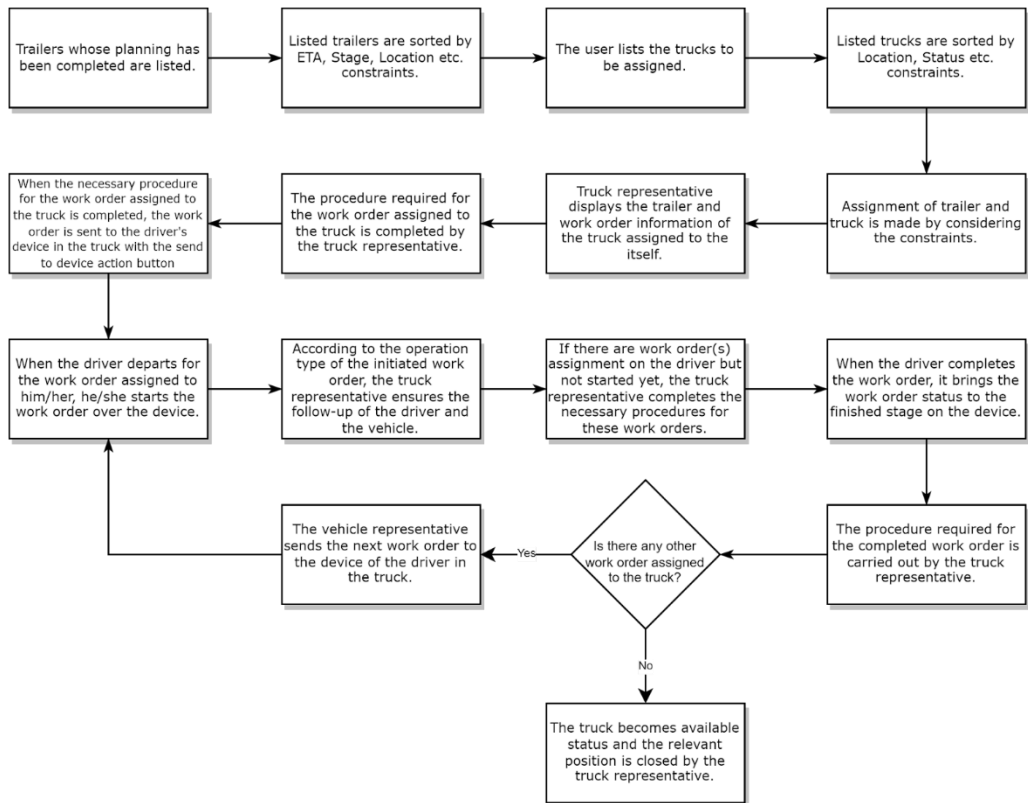 Trailers whose planning has
been completed are listed.
Listed trailers are sorted by
ETA, Stage, Location etc.
constraints.
The user lists the trucks to
be assigned.
Listed trucks are sorted by
Location, Status etc.
constraints.
Assignment of trailer and
truck is made by considering
the constraints.
Truck representative
displays the trailer and
work order information of
the truck assigned to the
itself.
The procedure required for
the work order assigned to
the truck is completed by
the truck representative.
When the necessary procedure
for the work order assigned to
the truck is completed, the work
order is sent to the driver's
device in the truck with the send
to device action button
When the driver departs for
the work order assigned to
him/her, he/she starts the
work order over the device.
According to the operation
type of the initiated work
order, the truck
representative ensures the
follow-up of the driver and
the vehicle.
If there are work order(s)
assignment on the driver but
not started yet, the truck
representative completes the
necessary procedures for
these work orders.
When the driver completes
the work order, it brings the
work order status to the
finished stage on the device.
The procedure required for
the completed work order is
carried out by the truck
representative.
Is there any other
work order assigned
to the truck?
Yes
The vehicle representative
sends the next work order to
the device of the driver in
the truck.
No
The truck becomes available
status and the relevant
position is closed by the
truck representative.